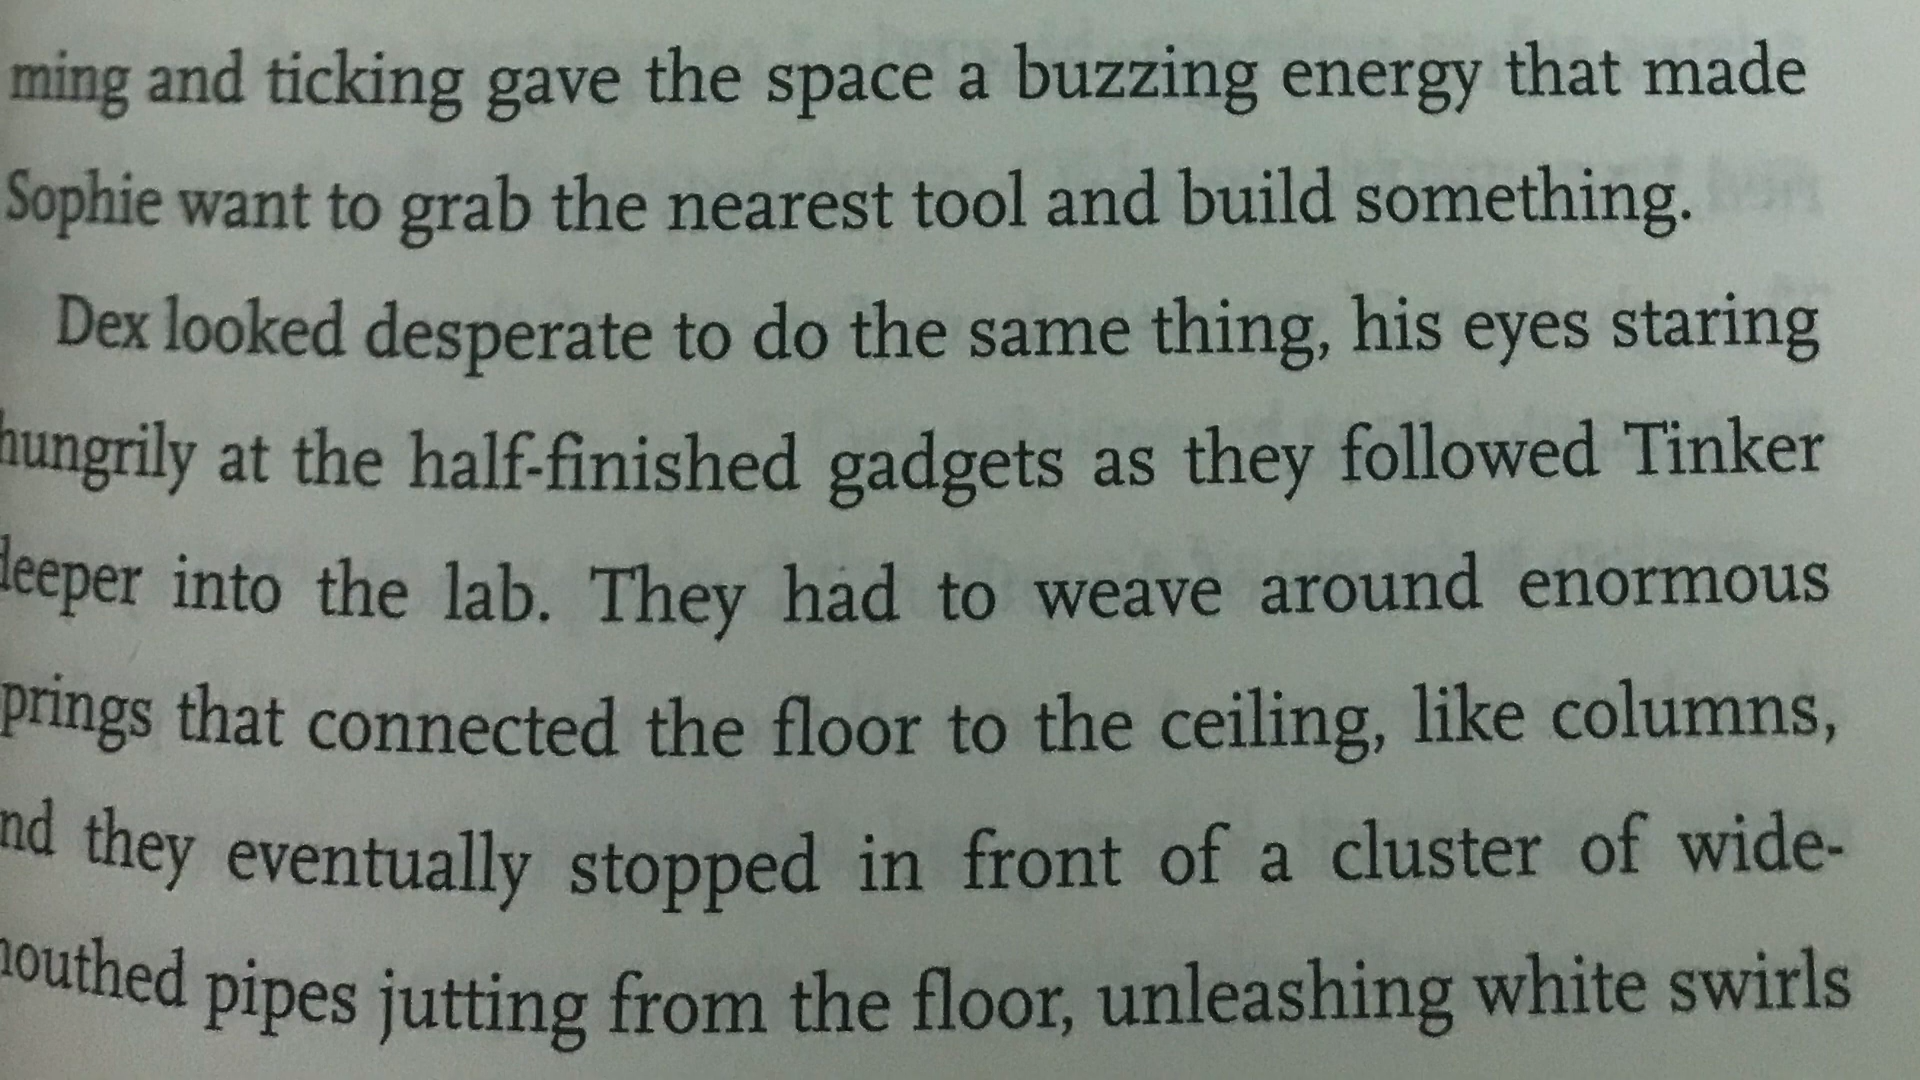 ming and ticking gave the space a buzzing energy that made
Sophie want to grab the nearest tool and build something.
Dex looked desperate to do the same thing, his eyes staring
hungrily at the half-finished gadgets as they followed Tinker
deeper into the lab. They had to weave around enormous
prings that connected the floor to the ceiling, like columns,
nd they eventually stopped in front of a cluster of wide-
outhed pipes jutting from the floor, unleashing white swirls